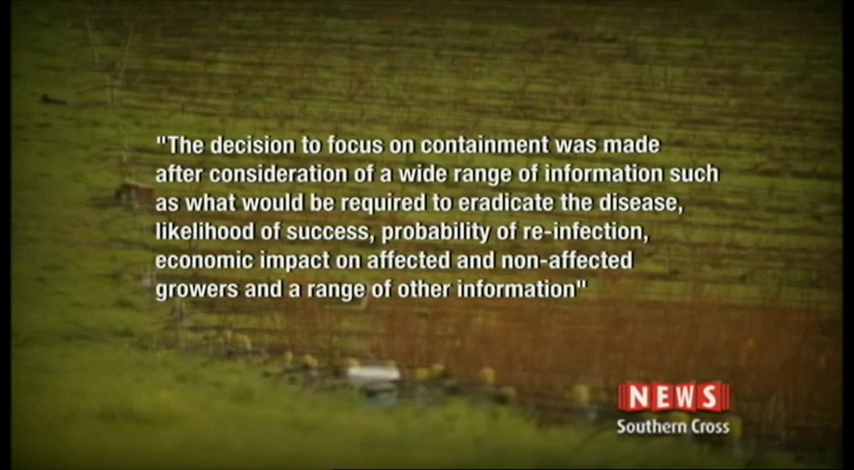 "The decision to focus on containment was made
after consideration of a wide range of information such
as what would be required to eradicate the disease,
likelihood of success, probability of re-infection,
economic impact on affected and non-affected
growers and a range of other information"
NEWS
Southern Cross